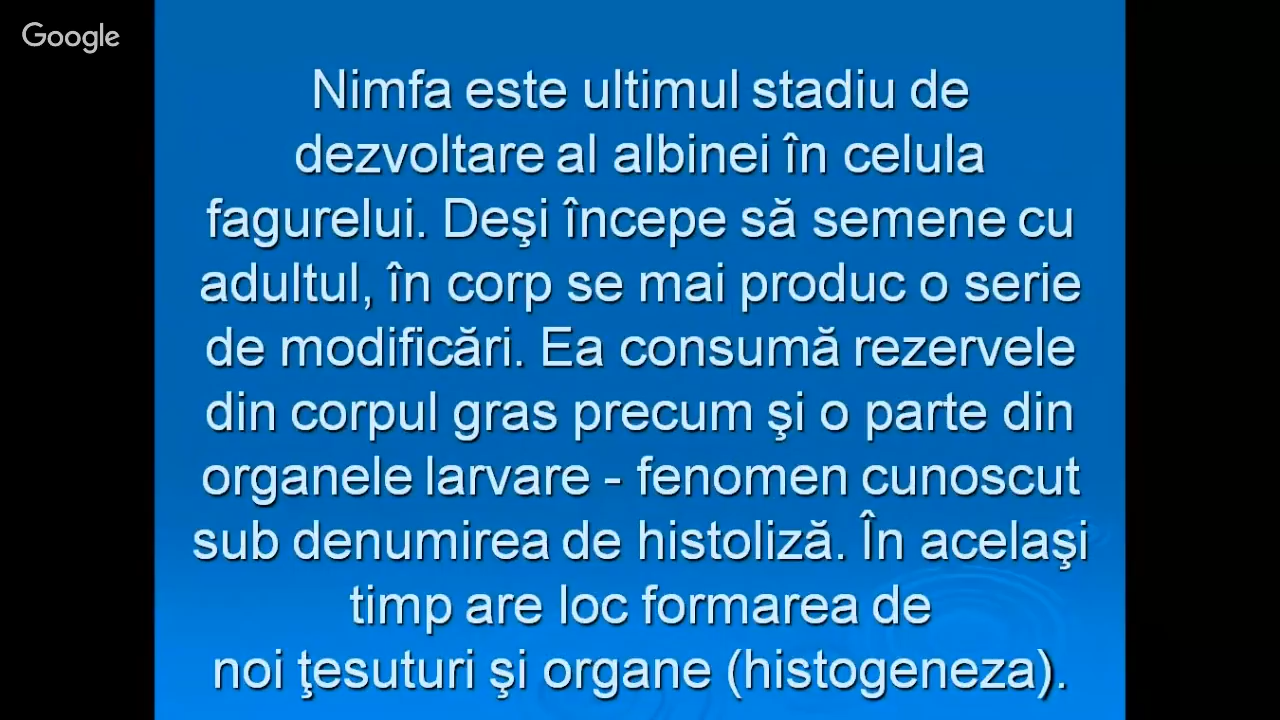 Google
Nimfa este ultimul stadiu de
dezvoltare al albinei în celula
fagurelui. Deşi începe să semene cu
adultul, în corp se mai produc o serie
de modificări. Ea consumă rezervele
din corpul gras precum şi o parte din
organele larvare - fenomen cunoscut
sub denumirea de histoliză. În acelaşi
timp are loc formarea de
noi ţesuturi şi organe (histogeneza).